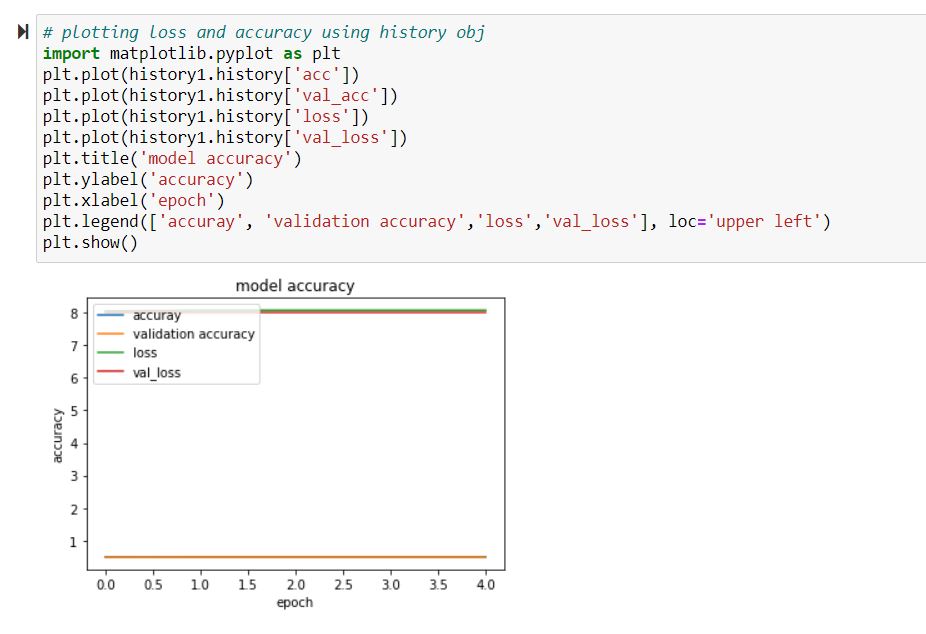 # plotting loss and accuracy using history obj
import matplotlib.pyplot as plt
plt.plot(history1.history['acc'])
plt.plot(history1.history['val_acc'])
plt.plot(history1.history['loss'])
plt.plot(history1.history['val_loss'])
plt.title('model accuracy')
plt.ylabel('accuracy')
plt.xlabel('epoch')
plt.legend(['accuray', 'validation accuracy','loss','val_loss'], loc='upper left')
plt.show()
model accuracy
8
7
6
5
4
3
2
1
accuracy
accuray
validation accuracy
loss
val_loss
0.0 0.5 1.0 1.5 2.0 2.5 3.0 3.5 4.0
epoch